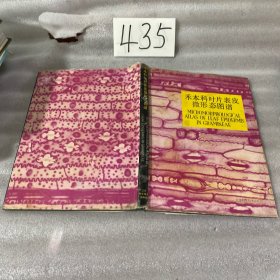 435
禾本科叶片表皮
微形态图谱
MICROMORPHOLOGICAL
ATLAS OF LEAF EPIDERMIS
IN GRAMINEAE